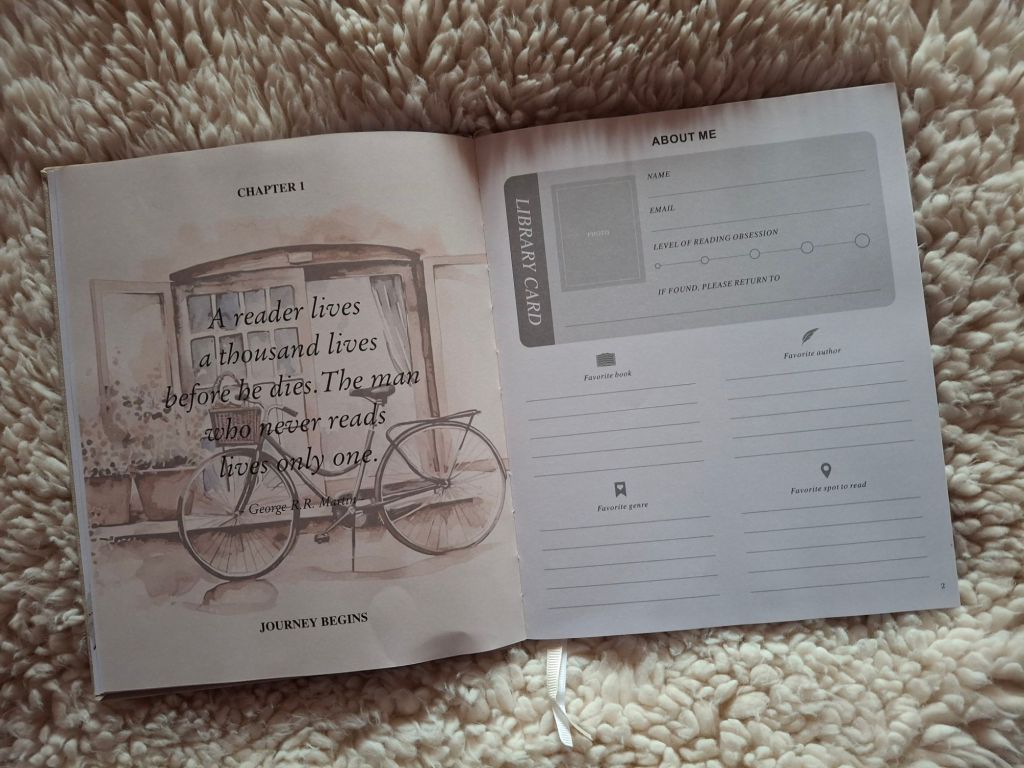 CHAPTER 1
A reader lives
a thousand lives
before he dies. The man
who never reads
lives only one.
- George R.R. Martin
JOURNEY BEGINS
ABOUT ME
LIBRARY CARD
PHOTO
NAME
EMAIL
LEVEL OF READING OBSESSION
IF FOUND, PLEASE RETURN TO
Favorite book
Favorite author
Favorite genre
Favorite spot to read
2